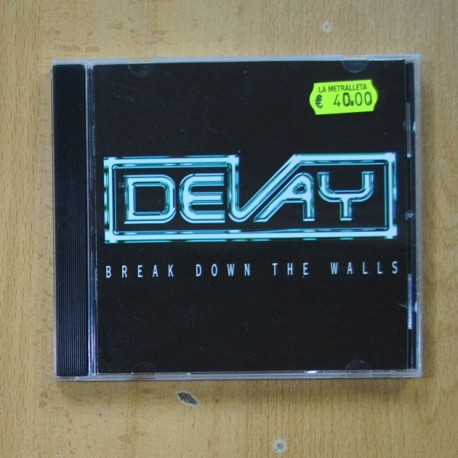 LA METRALLETA
€ 40.00
DEVAY
BREAK DOWN THE WALLS